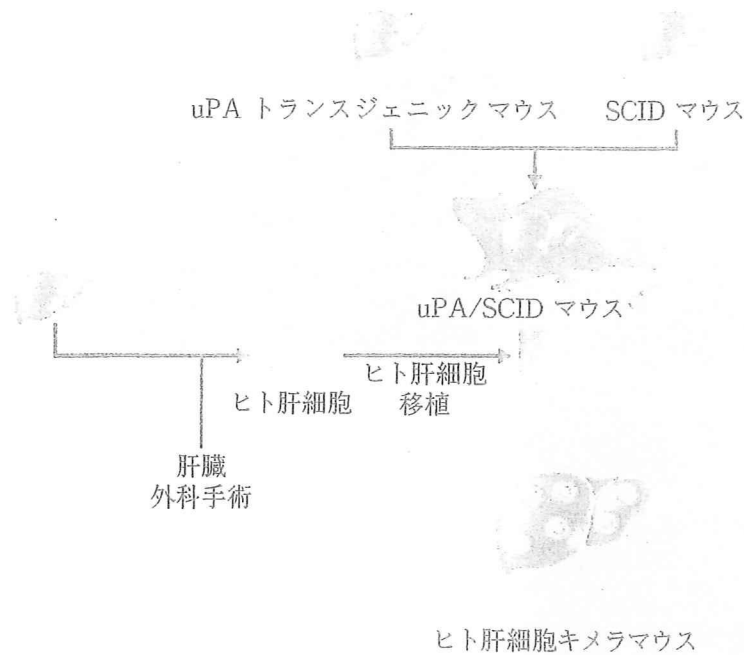 uPA トランスジェニックマウス
SCID マウス
uPA/SCID マウス
ヒト肝細胞
ヒト肝細胞
移植
肝臓
外科手術
ヒト肝細胞キメラマウス